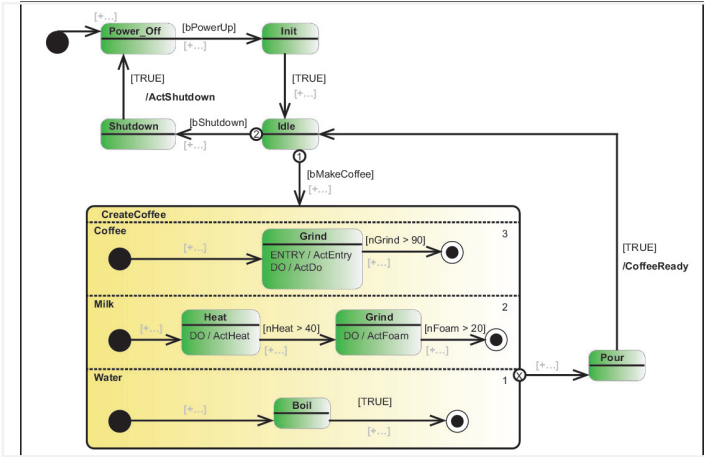 [+...]
Power_Off
[bPowerUp]
[+...]
Init
[TRUE]
/ActShutdown
[TRUE]
[+...]
Shutdown
[bShutdown]
[+...]
2
Idle
1
[bMakeCoffee]
[+...]
CreateCoffee
Coffee
3
[+...]
Grind
ENTRY / ActEntry
DO / ActDo
[nGrind > 90]
[+...]
[TRUE]
/CoffeeReady
Milk
2
[+...]
Heat
DO / ActHeat
[nHeat > 40]
[+...]
Grind
DO / ActFoam
[nFoam > 20]
[+...]
Water
1
X
[+...]
Pour
[+...]
Boil
[TRUE]
[+...]